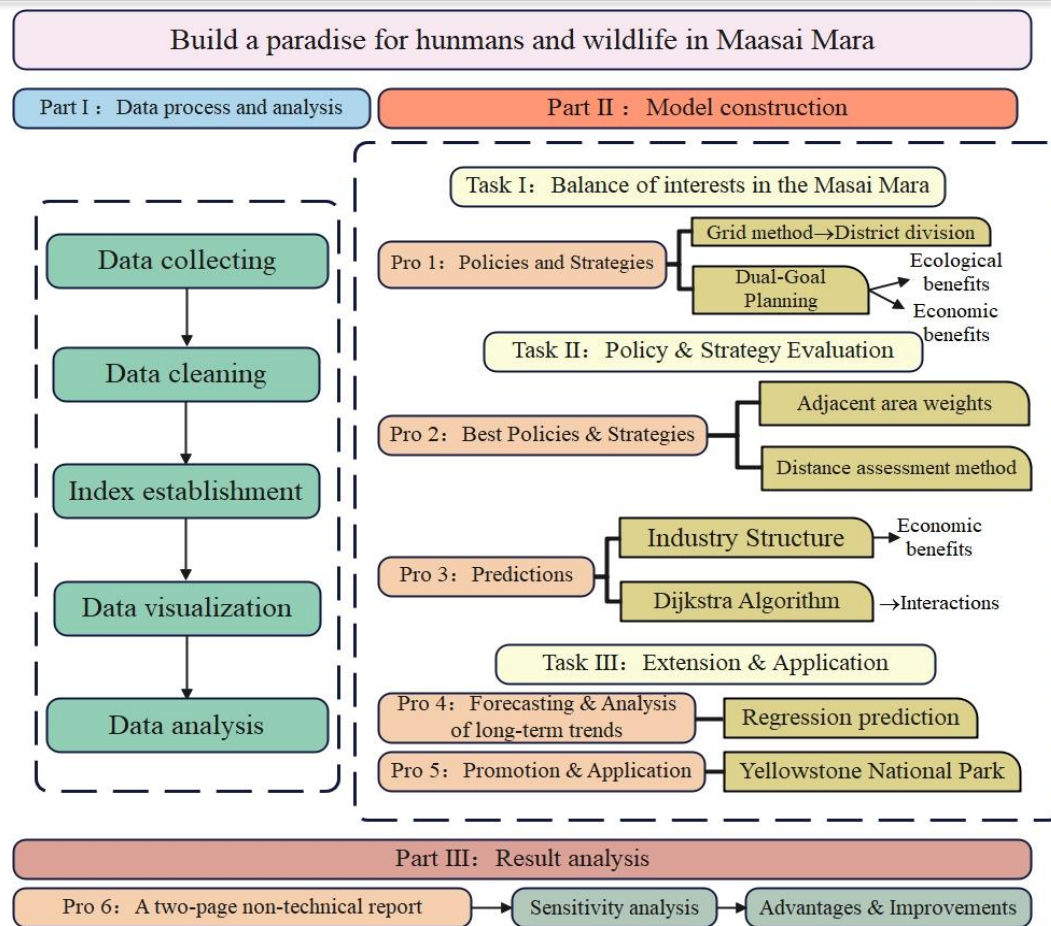 Build a paradise for hunmans and wildlife in Maasai Mara
Part I：Data process and analysis
Part II：Model construction
Data collecting
Data cleaning
Index establishment
Data visualization
Data analysis
Task I：Balance of interests in the Masai Mara
Pro 1：Policies and Strategies
Grid method→District division
Dual-Goal
Planning
Ecological
benefits
Economic
benefits
Task II：Policy & Strategy Evaluation
Pro 2：Best Policies & Strategies
Adjacent area weights
Distance assessment method
Pro 3：Predictions
Industry Structure
Economic
benefits
Dijkstra Algorithm
→Interactions
Task III：Extension & Application
Pro 4：Forecasting & Analysis
of long-term trends
Regression prediction
Pro 5：Promotion & Application
Yellowstone National Park
Part III：Result analysis
Pro 6：A two-page non-technical report
Sensitivity analysis
Advantages & Improvements